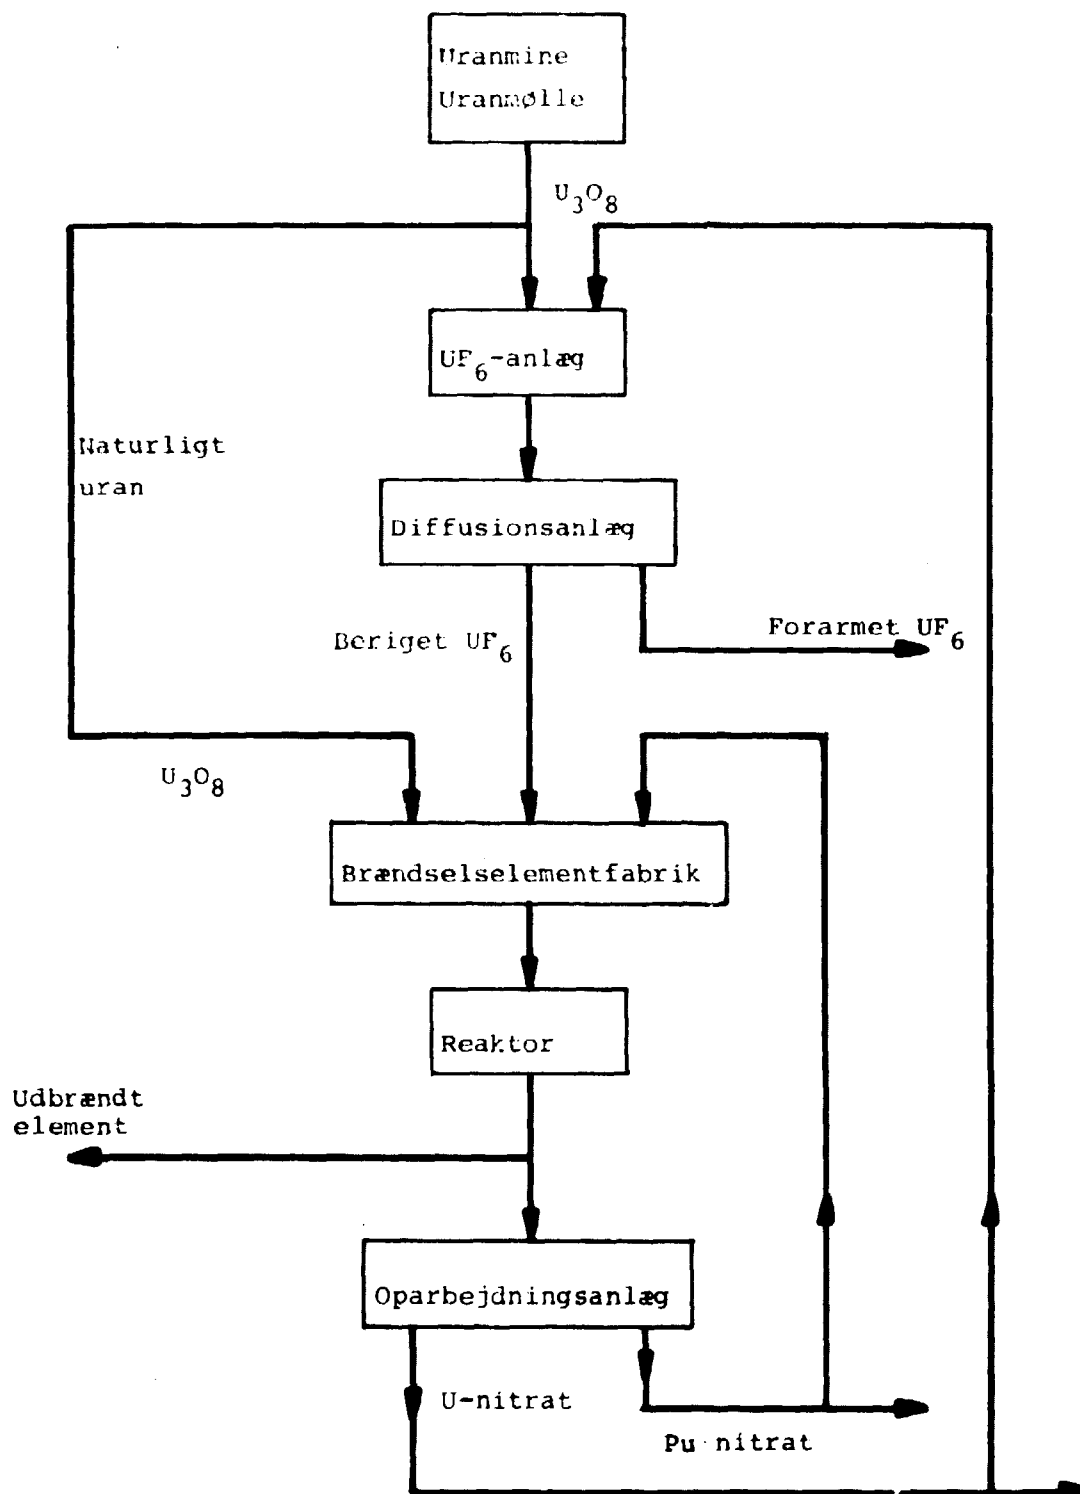 Uranmine
Uranmølle
U₃O₈
UF₆-anlæg
Naturligt
uran
Diffusionsanlæg
Beriget UF₆
Forarmet UF₆
U₃O₈
Brændselselementfabrik
Reaktor
Udbrændt
element
Oparbejdningsanlæg
U-nitrat
Pu nitrat